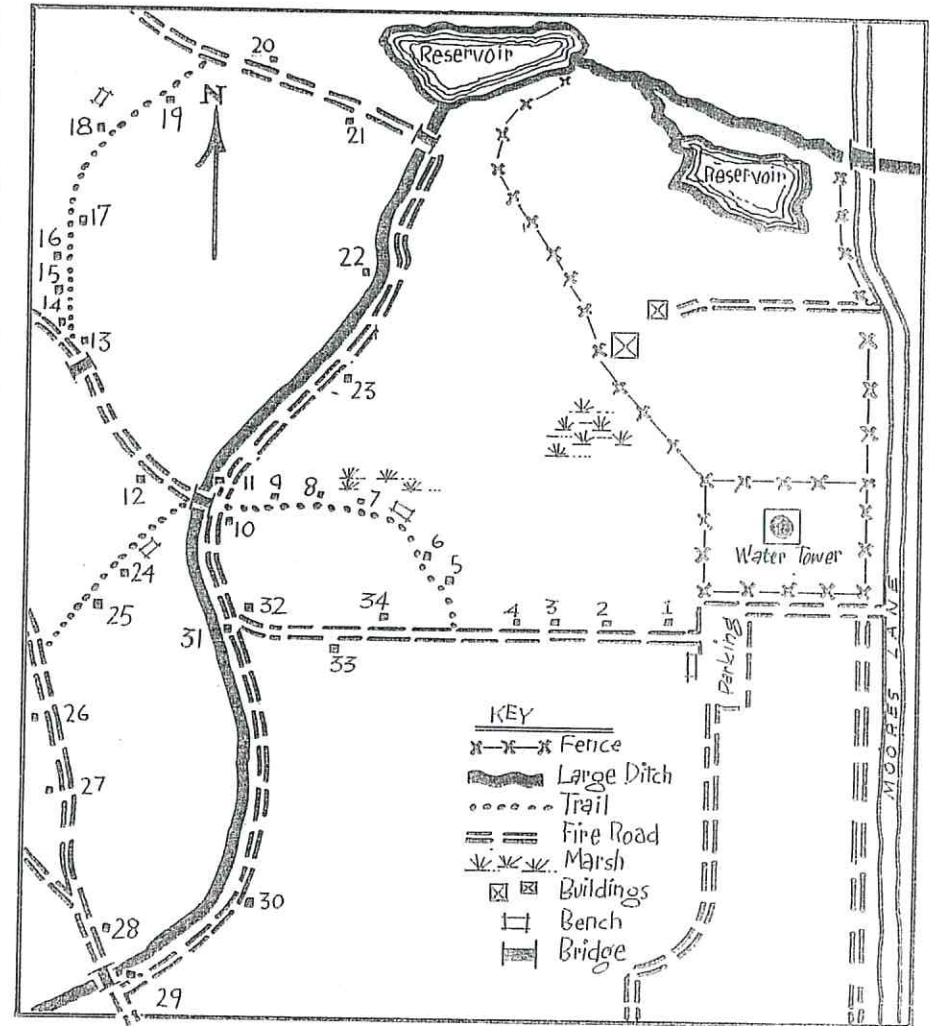 Reservoir
20
N
19
18
21
Reservoir
17
16
22
15
14
13
23
12
11
9
8
7
10
6
Water Tower
24
5
25
32
34
4
3
2
1
31
33
Parking
MOORES LANE
26
KEY
Fence
Large Ditch
27
Trail
Fire Road
Marsh
Buildings
30
Bench
28
Bridge
29